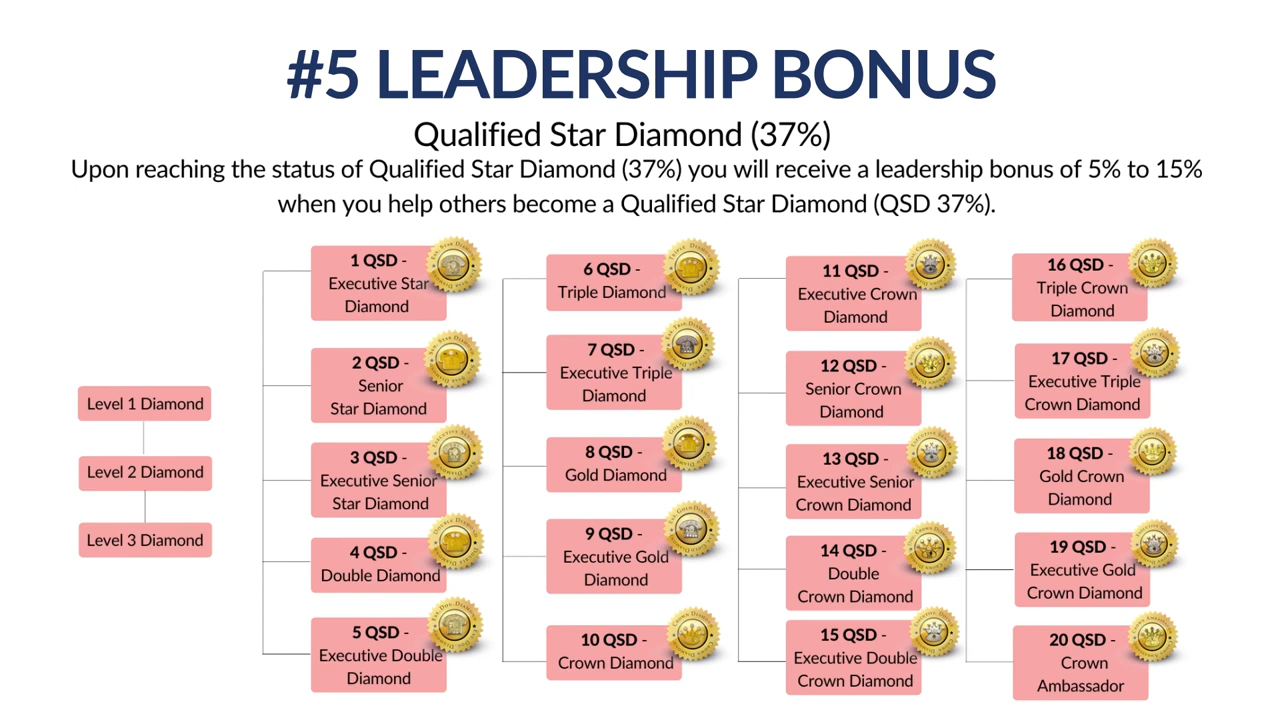 #5 LEADERSHIP BONUS
Qualified Star Diamond (37%)
Upon reaching the status of Qualified Star Diamond (37%) you will receive a leadership bonus of 5% to 15%
when you help others become a Qualified Star Diamond (QSD 37%).
Level 1 Diamond
Level 2 Diamond
Level 3 Diamond
1 QSD -
Executive Star
Diamond
2 QSD -
Senior
Star Diamond
3 QSD -
Executive Senior
Star Diamond
4 QSD -
Double Diamond
5 QSD -
Executive Double
Diamond
6 QSD -
Triple Diamond
7 QSD -
Executive Triple
Diamond
8 QSD -
Gold Diamond
9 QSD -
Executive Gold
Diamond
10 QSD -
Crown Diamond
11 QSD -
Executive Crown
Diamond
12 QSD -
Senior Crown
Diamond
13 QSD -
Executive Senior
Crown Diamond
14 QSD -
Double
Crown Diamond
15 QSD -
Executive Double
Crown Diamond
16 QSD -
Triple Crown
Diamond
17 QSD -
Executive Triple
Crown Diamond
18 QSD -
Gold Crown
Diamond
19 QSD -
Executive Gold
Crown Diamond
20 QSD -
Crown
Ambassador